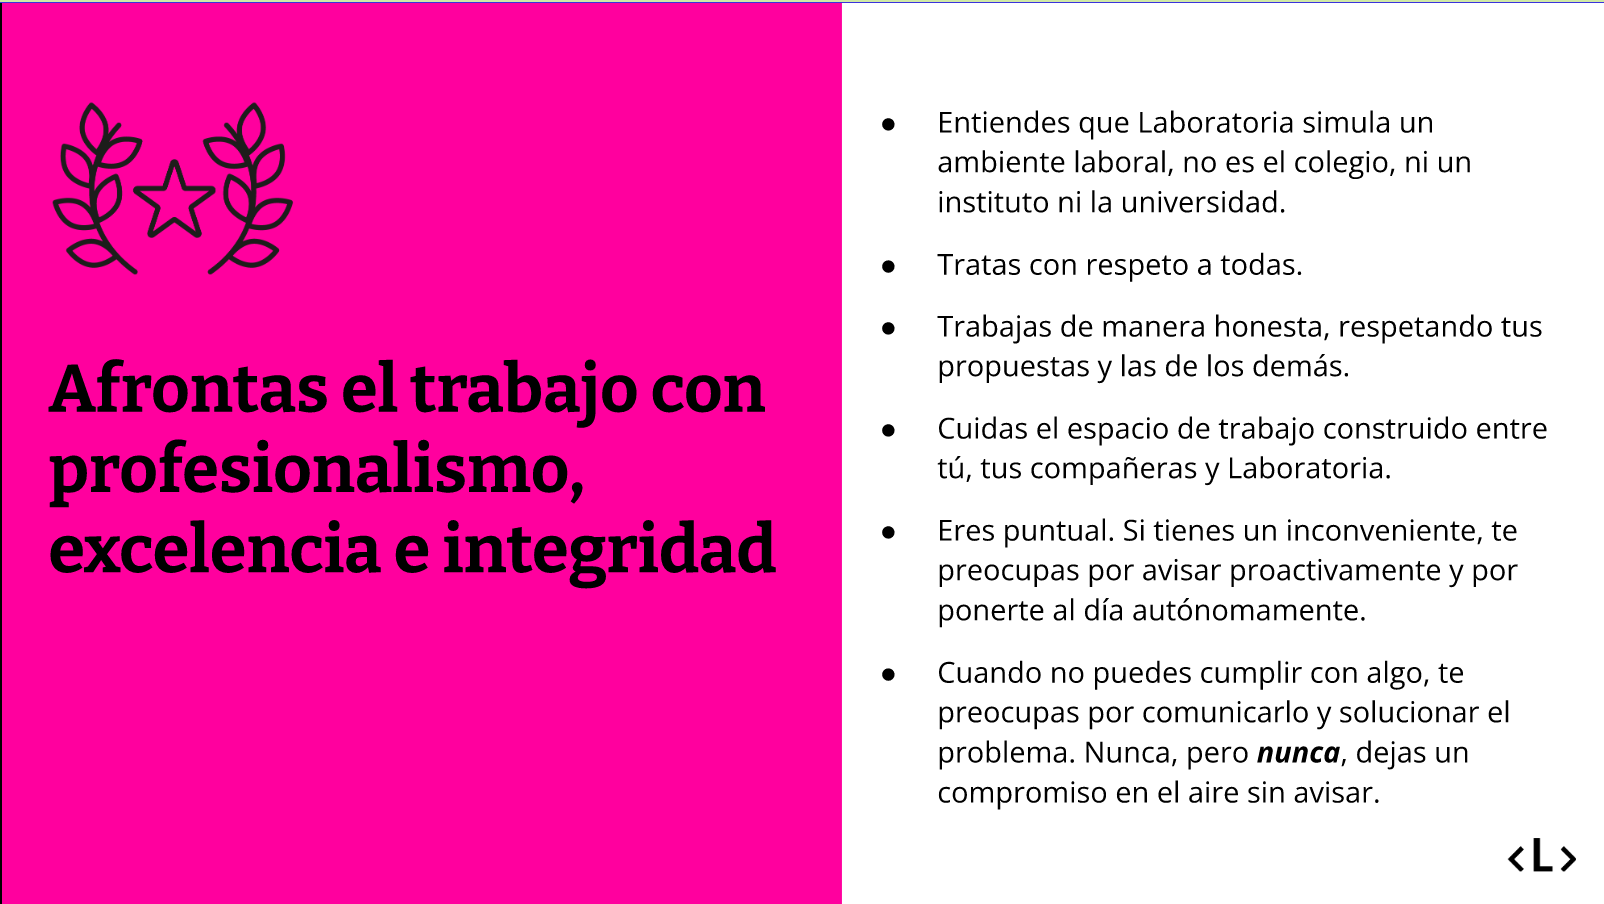 Afrontas el trabajo con
profesionalismo,
excelencia e integridad
● Entiendes que Laboratoria simula un
ambiente laboral, no es el colegio, ni un
instituto ni la universidad.
● Tratas con respeto a todas.
● Trabajas de manera honesta, respetando tus
propuestas y las de los demás.
● Cuidas el espacio de trabajo construido entre
tú, tus compañeras y Laboratoria.
● Eres puntual. Si tienes un inconveniente, te
preocupas por avisar proactivamente y por
ponerte al día autónomamente.
● Cuando no puedes cumplir con algo, te
preocupas por comunicarlo y solucionar el
problema. Nunca, pero nunca, dejas un
compromiso en el aire sin avisar.
<L>